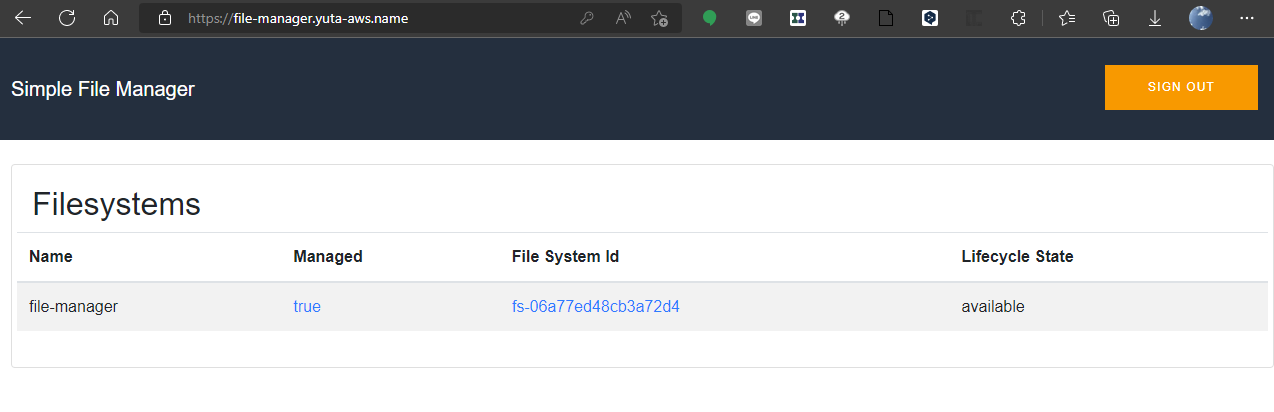 https://file-manager.yuta-aws.name
Simple File Manager
SIGN OUT
Filesystems
Name Managed File System Id Lifecycle State
file-manager true fs-06a77ed48cb3a72d4 available